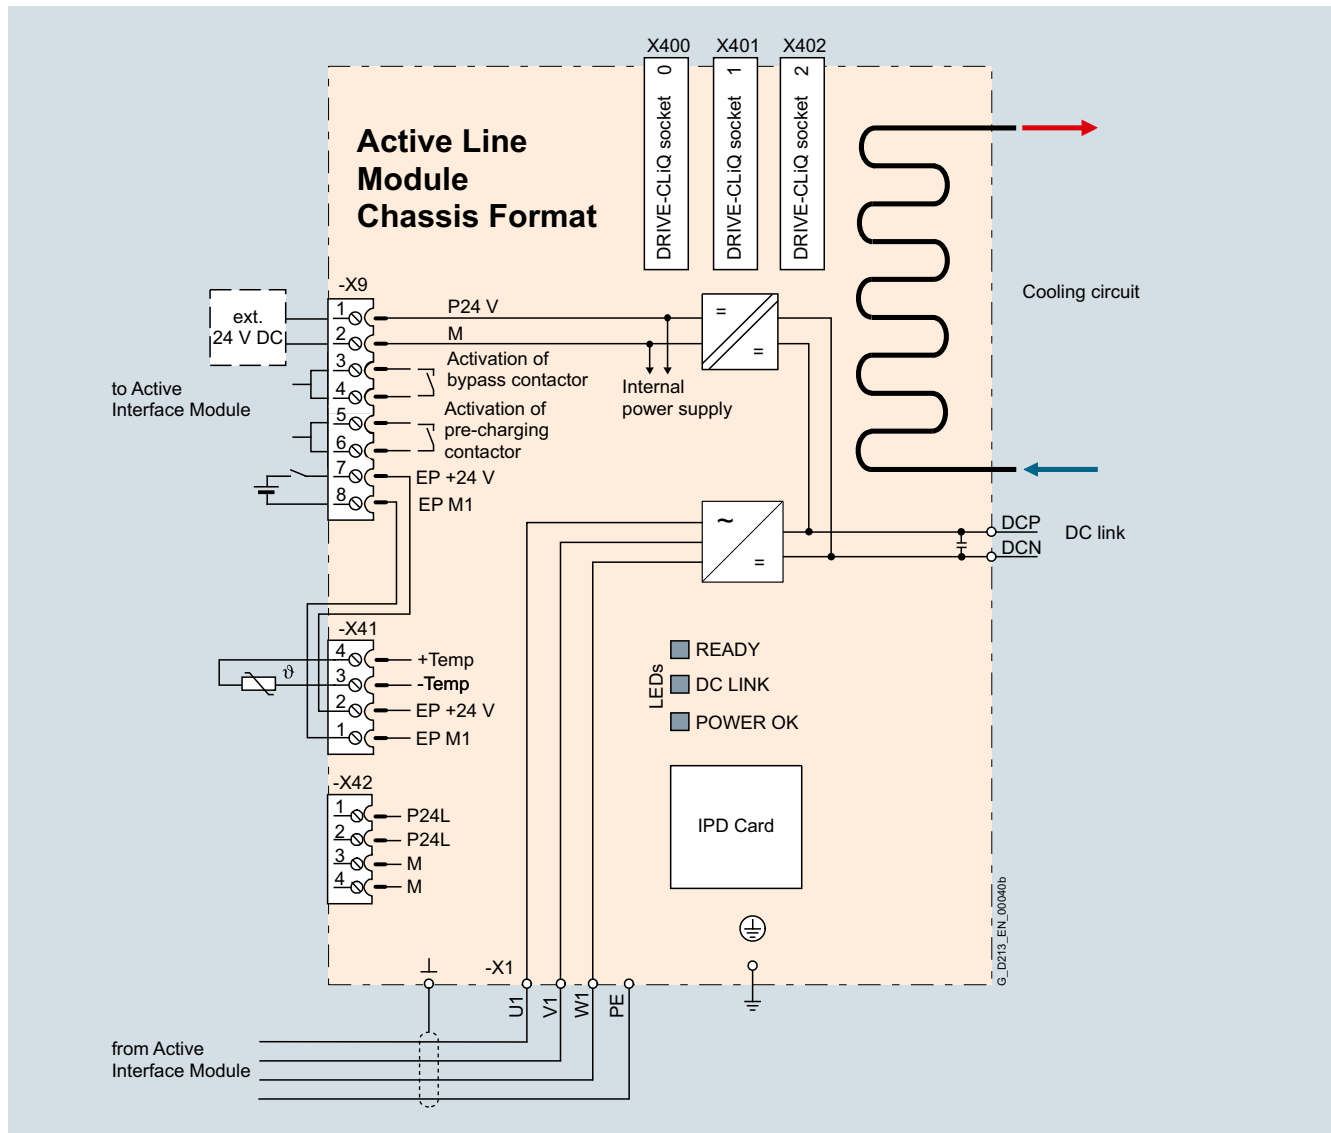 X400 X401 X402
DRIVE-CLiQ socket 0
DRIVE-CLiQ socket 1
DRIVE-CLiQ socket 2
Active Line
Module
Chassis Format
Cooling circuit
-X9
ext.
24 V DC
1
2
3
4
5
6
7
8
P24 V
M
Activation of
bypass contactor
Activation of
pre-charging
contactor
EP +24 V
EP M1
=
=
Internal
power supply
to Active
Interface Module
~
=
DCP
DCN
DC link
-X41
4
3
2
1
ϑ
+Temp
-Temp
EP +24 V
EP M1
LEDs
READY
DC LINK
POWER OK
-X42
1
2
3
4
P24L
P24L
M
M
IPD Card
G_D213_EN_00040b
-X1
U1
V1
W1
PE
from Active
Interface Module